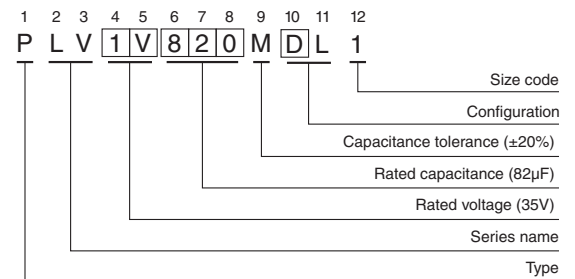 1 2 3 4 5 6 7 8 9 10 11 12
P L V 1 V 8 2 0 M D L 1
Size code
Configuration
Capacitance tolerance (±20%)
Rated capacitance (82µF)
Rated voltage (35V)
Series name
Type